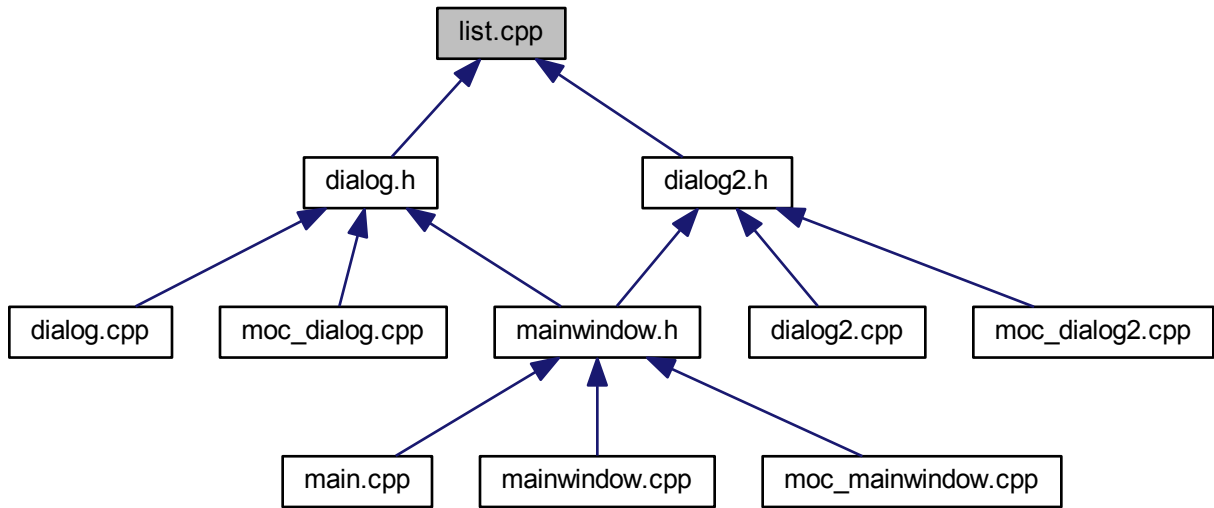 list.cpp
dialog.h
dialog2.h
dialog.cpp
moc_dialog.cpp
mainwindow.h
dialog2.cpp
moc_dialog2.cpp
main.cpp
mainwindow.cpp
moc_mainwindow.cpp